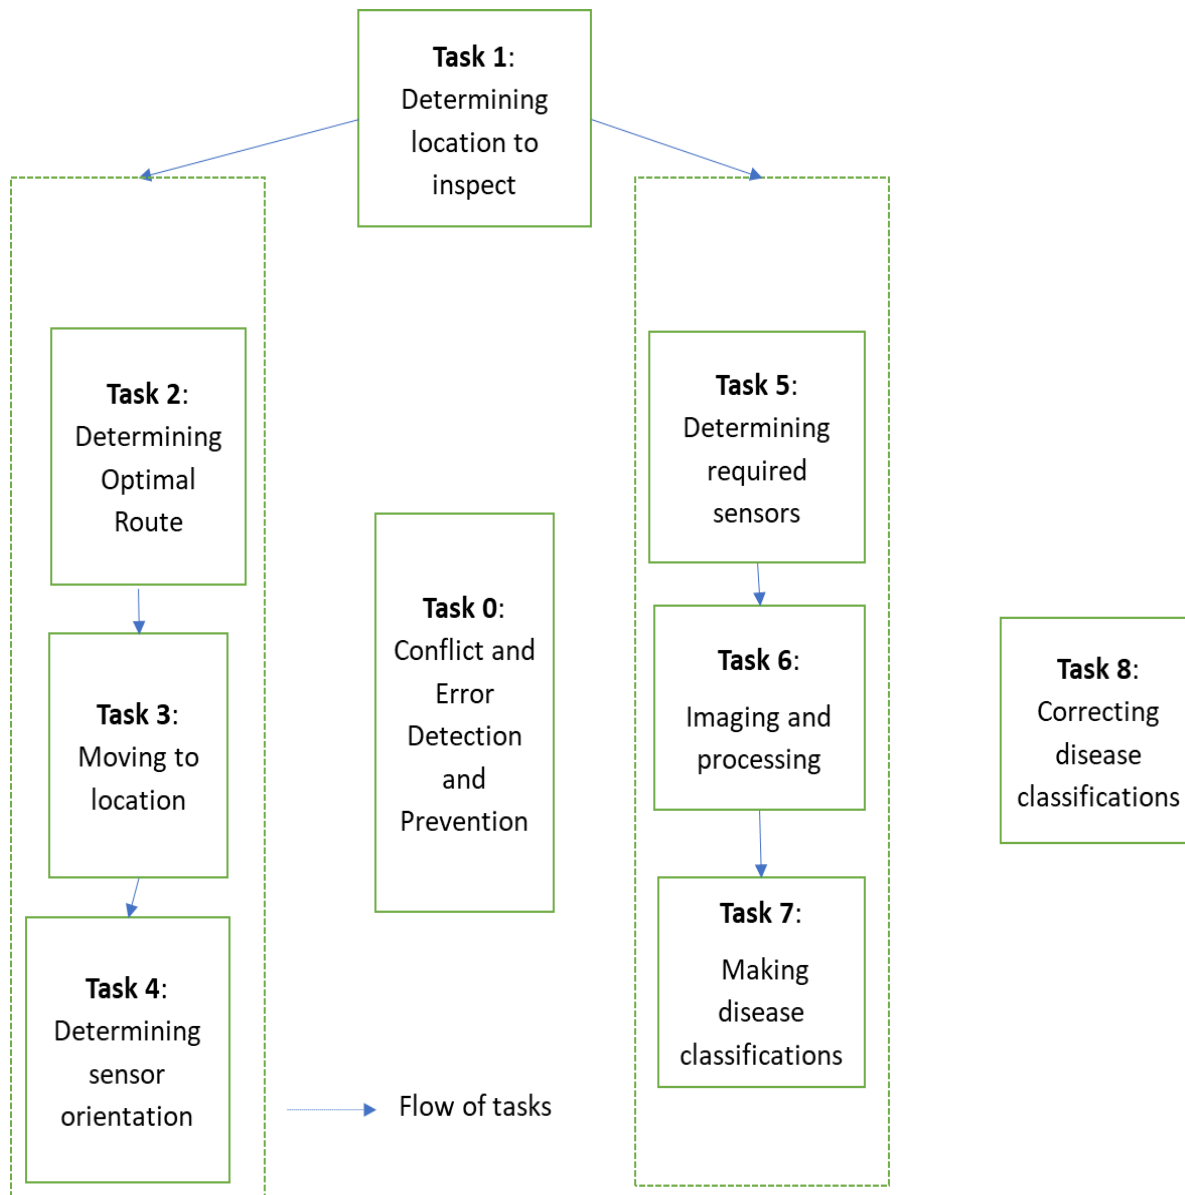 Task 1:
Determining
location to
inspect
Task 2:
Determining
Optimal
Route
Task 3:
Moving to
location
Task 4:
Determining
sensor
orientation
Task 0:
Conflict and
Error
Detection
and
Prevention
Flow of tasks
Task 5:
Determining
required
sensors
Task 6:
Imaging and
processing
Task 7:
Making
disease
classifications
Task 8:
Correcting
disease
classifications